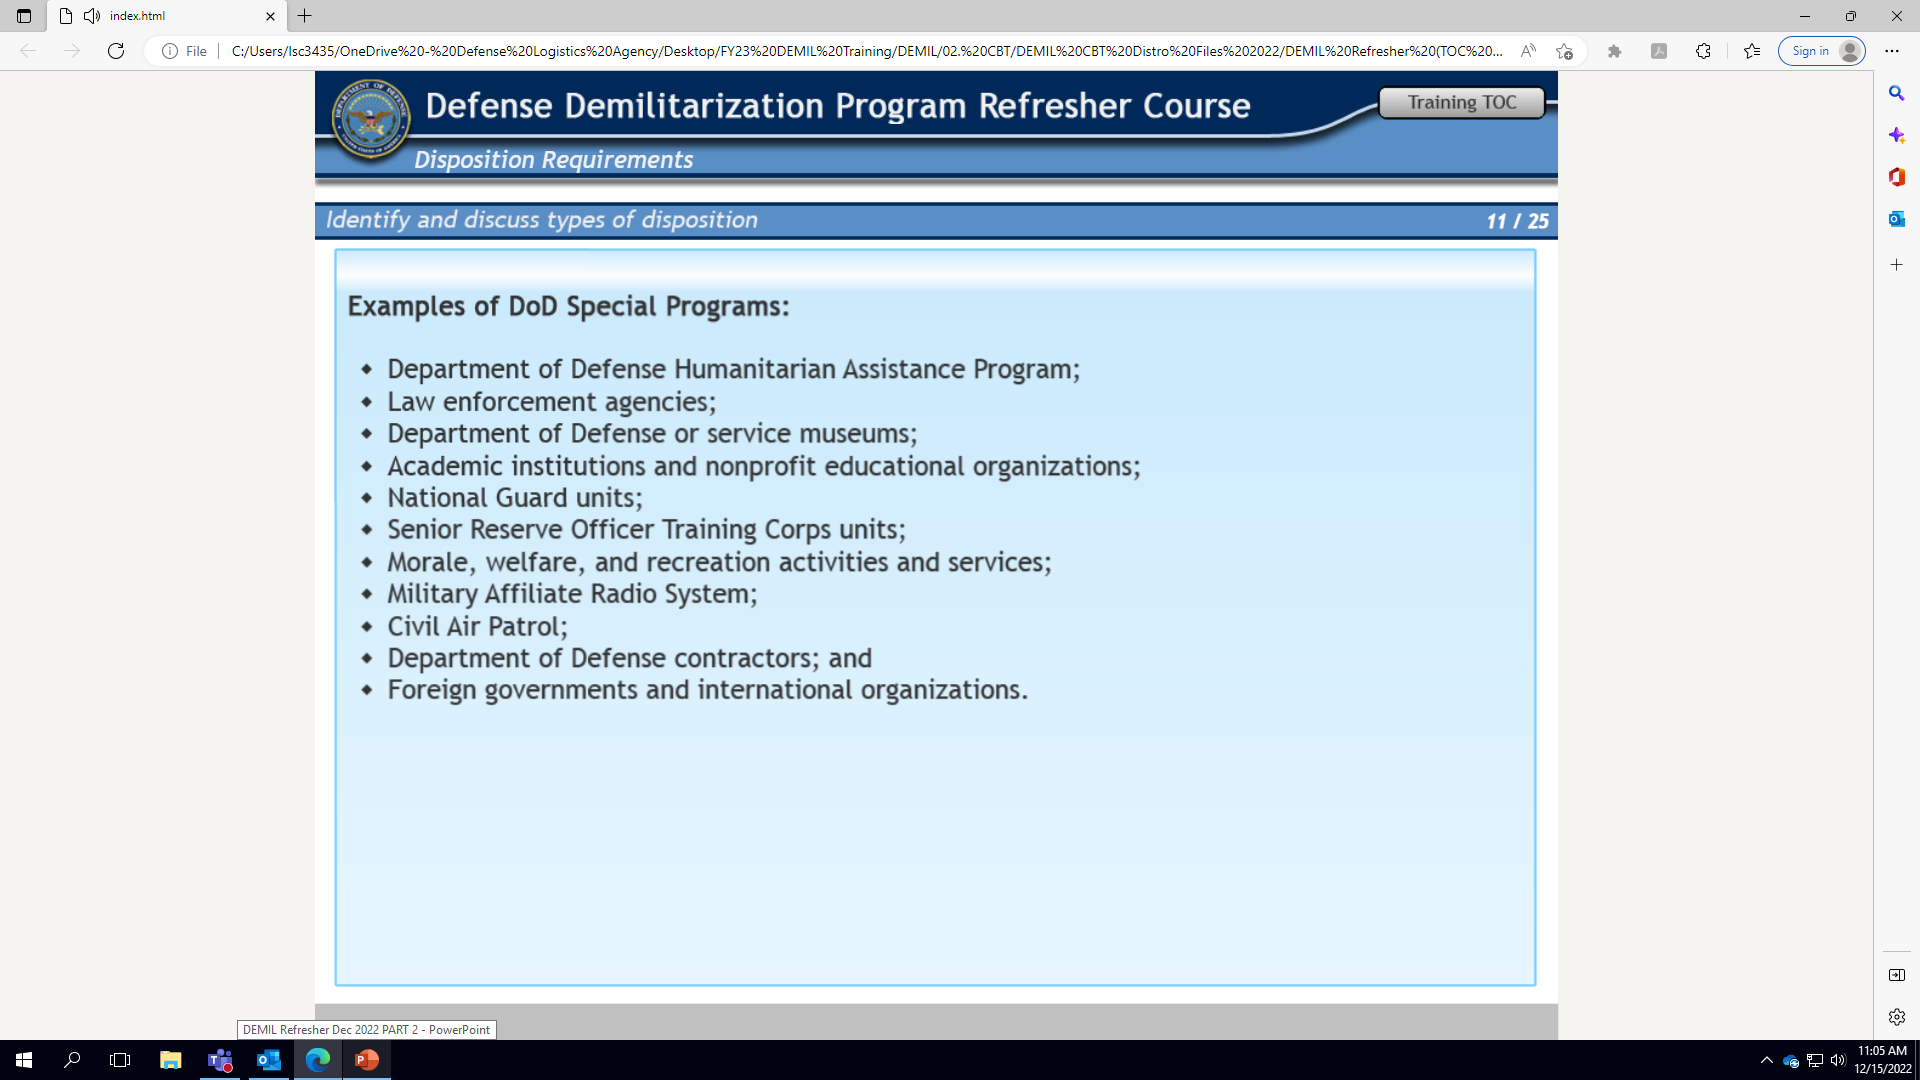 index.html
File
C:/Users/lsc3435/OneDrive%20-%20Defense%20Logistics%20Agency/Desktop/FY23%20DEMIL%20Training/DEMIL/02.%20CBT/DEMIL%20CBT%20Distro%20Files%202022/DEMIL%20Refresher%20(TOC%20...
Sign in
Defense Demilitarization Program Refresher Course
Training TOC
Disposition Requirements
Identify and discuss types of disposition
11 / 25
Examples of DoD Special Programs:
Department of Defense Humanitarian Assistance Program;
Law enforcement agencies;
Department of Defense or service museums;
Academic institutions and nonprofit educational organizations;
National Guard units;
Senior Reserve Officer Training Corps units;
Morale, welfare, and recreation activities and services;
Military Affiliate Radio System;
Civil Air Patrol;
Department of Defense contractors; and
Foreign governments and international organizations.
DEMIL Refresher Dec 2022 PART 2 - PowerPoint
11:05 AM
12/15/2022